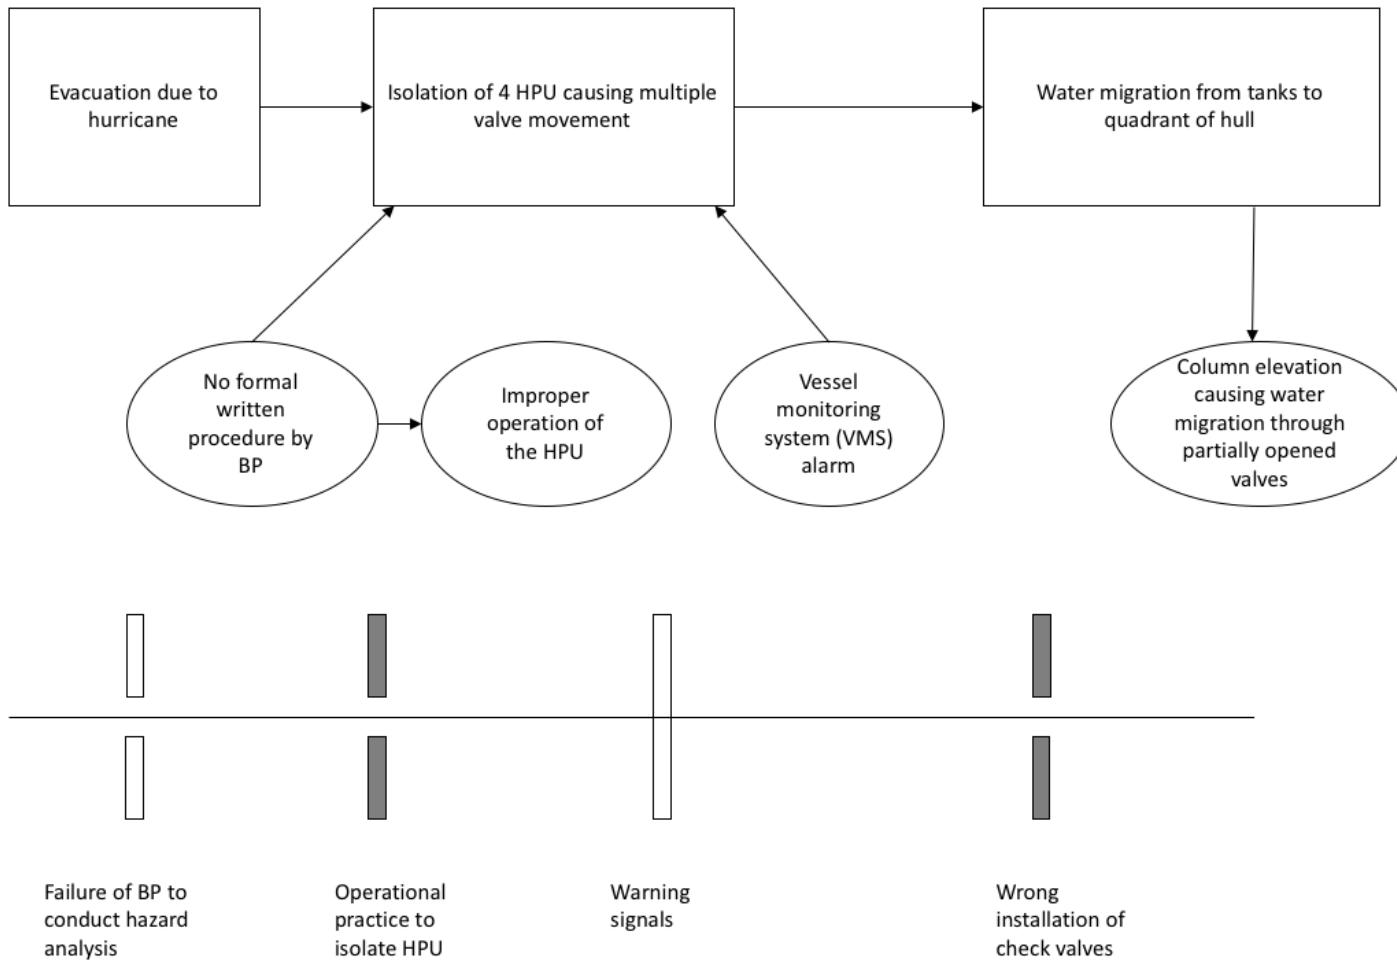 Evacuation due to
hurricane
Isolation of 4 HPU causing multiple
valve movement
Water migration from tanks to
quadrant of hull
No formal
written
procedure by
BP
Improper
operation of
the HPU
Vessel
monitoring
system (VMS)
alarm
Column elevation
causing water
migration through
partially opened
valves
Failure of BP to
conduct hazard
analysis
Operational
practice to
isolate HPU
Warning
signals
Wrong
installation of
check valves